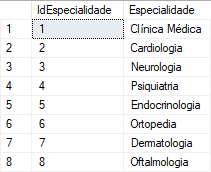 IdEspecialidade Especialidade
1 1 Clínica Médica
2 2 Cardiologia
3 3 Neurologia
4 4 Psiquiatria
5 5 Endocrinologia
6 6 Ortopedia
7 7 Dermatologia
8 8 Oftalmologia